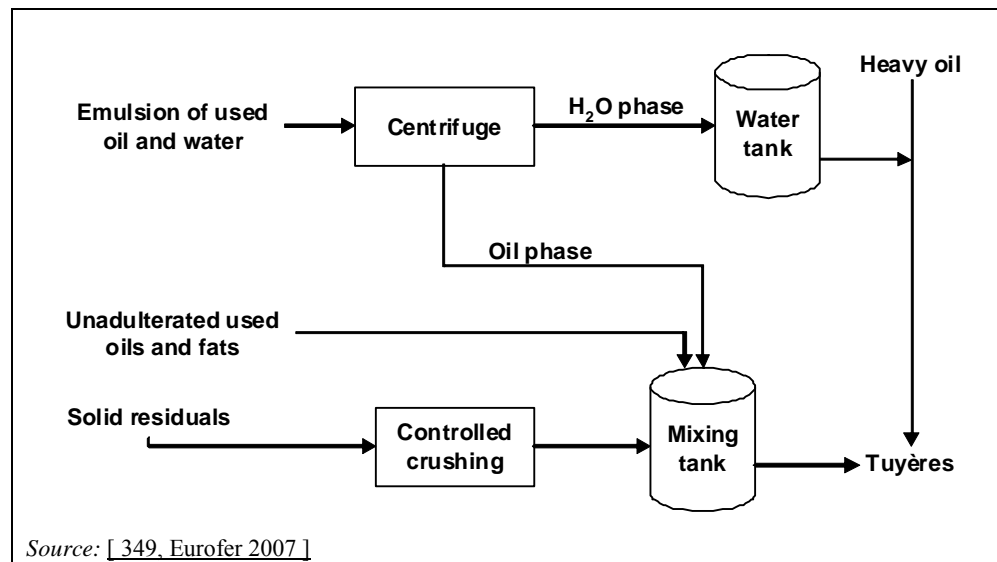 Heavy oil
Emulsion of used
oil and water
Centrifuge
H₂O phase
Water
tank
Oil phase
Unadulterated used
oils and fats
Solid residuals
Controlled
crushing
Mixing
tank
Tuyères
Source: [ 349, Eurofer 2007 ]